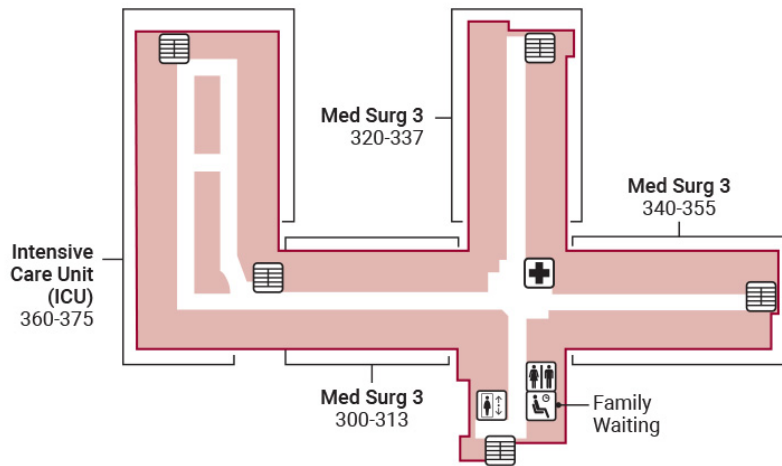 Med Surg 3
320-337
Med Surg 3
340-355
Intensive
Care Unit
(ICU)
360-375
Med Surg 3
300-313
Family
Waiting